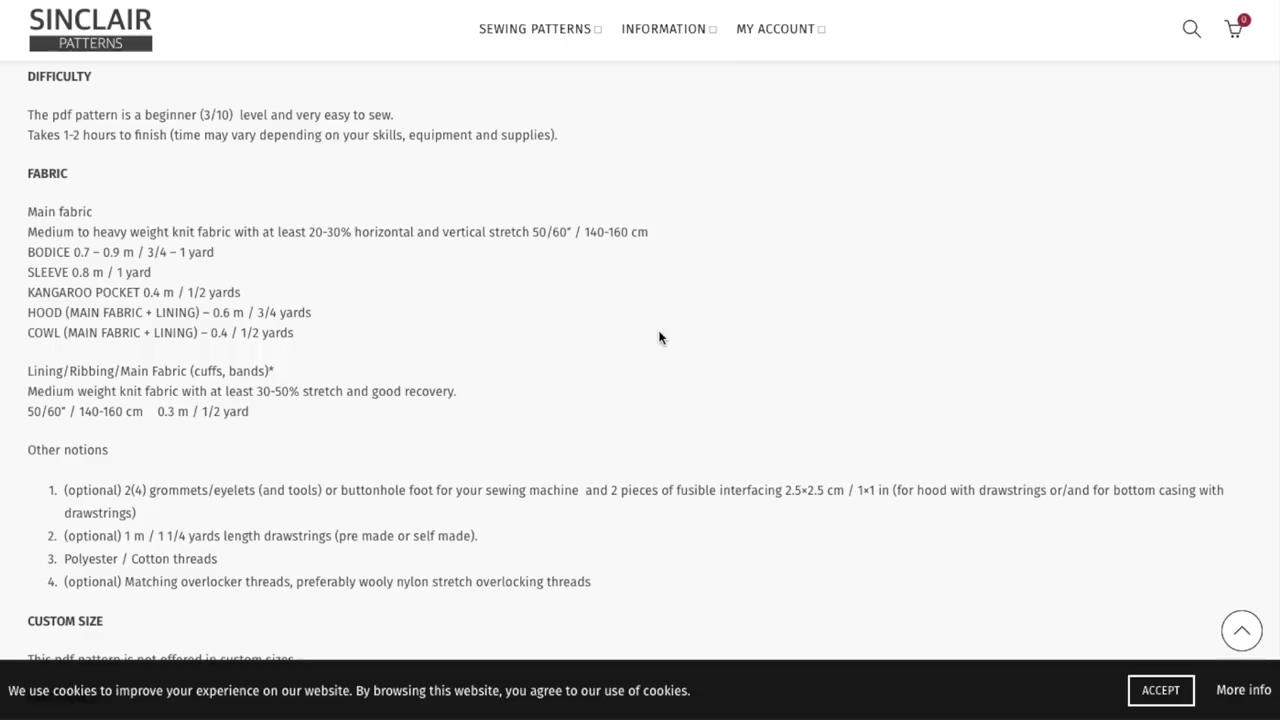 SINCLAIR
PATTERNS
SEWING PATTERNS
INFORMATION
MY ACCOUNT
0
DIFFICULTY
The pdf pattern is a beginner (3/10) level and very easy to sew.
Takes 1-2 hours to finish (time may vary depending on your skills, equipment and supplies).
FABRIC
Main fabric
Medium to heavy weight knit fabric with at least 20-30% horizontal and vertical stretch 50/60″ / 140-160 cm
BODICE 0.7 – 0.9 m / 3/4 – 1 yard
SLEEVE 0.8 m / 1 yard
KANGAROO POCKET 0.4 m / 1/2 yards
HOOD (MAIN FABRIC + LINING) – 0.6 m / 3/4 yards
COWL (MAIN FABRIC + LINING) – 0.4 / 1/2 yards
Lining/Ribbing/Main Fabric (cuffs, bands)*
Medium weight knit fabric with at least 30-50% stretch and good recovery.
50/60″ / 140-160 cm 0.3 m / 1/2 yard
Other notions
1. (optional) 2(4) grommets/eyelets (and tools) or buttonhole foot for your sewing machine and 2 pieces of fusible interfacing 2.5×2.5 cm / 1×1 in (for hood with drawstrings or/and for bottom casing with
drawstrings)
2. (optional) 1 m / 1 1/4 yards length drawstrings (pre made or self made).
3. Polyester / Cotton threads
4. (optional) Matching overlocker threads, preferably wooly nylon stretch overlocking threads
CUSTOM SIZE
This pdf pattern is not offered in custom sizes
We use cookies to improve your experience on our website. By browsing this website, you agree to our use of cookies.
ACCEPT
More info